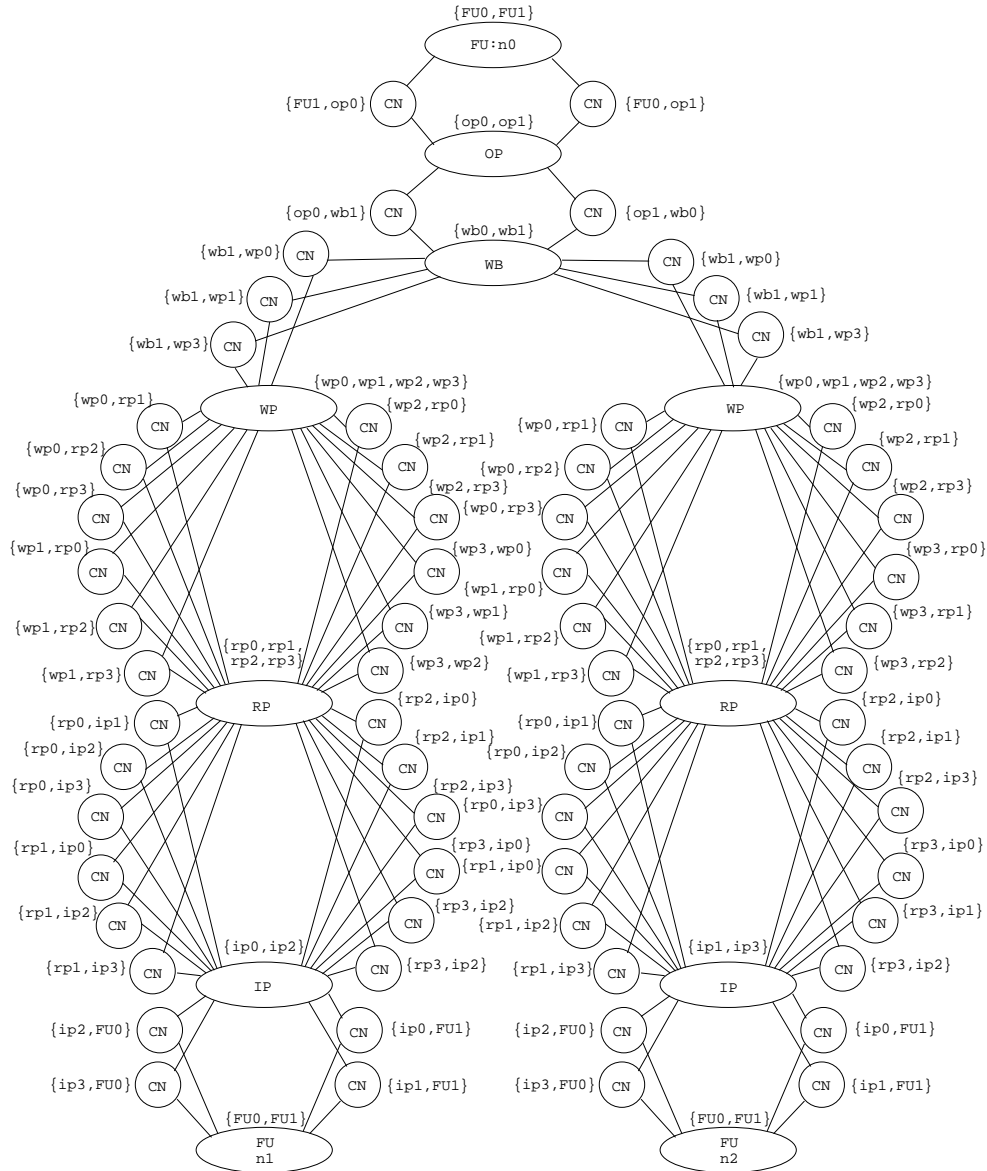 {FU0,FU1}
FU:n0
{FU1,op0} CN CN {FU0,op1}
{op0,op1}
OP
{op0,wb1} CN CN {op1,wb0}
{wb0,wb1}
WB
{wb1,wp0} CN CN {wb1,wp0}
{wb1,wp1} CN CN {wb1,wp1}
{wb1,wp3} CN CN {wb1,wp3}
{wp0,wp1,wp2,wp3} {wp0,wp1,wp2,wp3}
WP WP
{wp0,rp1} CN CN {wp2,rp0} {wp0,rp1} CN CN {wp2,rp0}
{wp0,rp2} CN CN {wp2,rp1} {wp0,rp2} CN CN {wp2,rp1}
{wp0,rp3} CN CN {wp2,rp3} {wp0,rp3} CN CN {wp2,rp3}
{wp1,rp0} CN CN {wp3,wp0} {wp1,rp0} CN CN {wp3,rp0}
{wp1,rp2} CN CN {wp3,wp1} {wp1,rp2} CN CN {wp3,rp1}
{rp0,rp1, {rp0,rp1,
rp2,rp3} rp2,rp3}
{wp1,rp3} CN CN {wp3,wp2} {wp1,rp3} CN CN {wp3,rp2}
RP RP
{rp0,ip1} CN CN {rp2,ip0} {rp0,ip1} CN CN {rp2,ip0}
{rp0,ip2} CN CN {rp2,ip1} {rp0,ip2} CN CN {rp2,ip1}
{rp0,ip3} CN CN {rp2,ip3} {rp0,ip3} CN CN {rp2,ip3}
{rp1,ip0} CN CN {rp3,ip0} {rp1,ip0} CN CN {rp3,ip0}
{rp1,ip2} CN CN {rp3,ip2} {rp1,ip2} CN CN {rp3,ip1}
{ip0,ip2} {ip1,ip3}
{rp1,ip3} CN CN {rp3,ip2} {rp1,ip3} CN CN {rp3,ip2}
IP IP
{ip2,FU0} CN CN {ip0,FU1} {ip2,FU0} CN CN {ip0,FU1}
{ip3,FU0} CN CN {ip1,FU1} {ip3,FU0} CN CN {ip1,FU1}
{FU0,FU1} {FU0,FU1}
FU FU
n1 n2